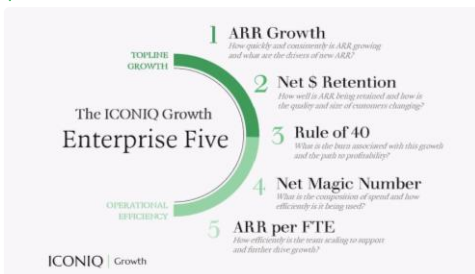 1 ARR Growth
How quickly and consistently is ARR growing
and what are the drivers of new ARR?
TOPLINE
GROWTH
2 Net $ Retention
How well is ARR being retained and how is
the quality and size of customers changing?
The ICONIQ Growth
Enterprise Five
3 Rule of 40
What is the burn associated with this growth
and the path to profitability?
4 Net Magic Number
What is the composition of spend and how
efficiently is it being used?
OPERATIONAL
EFFICIENCY
5 ARR per FTE
How efficiently is the team scaling to support
and further drive growth?
ICONIQ | Growth